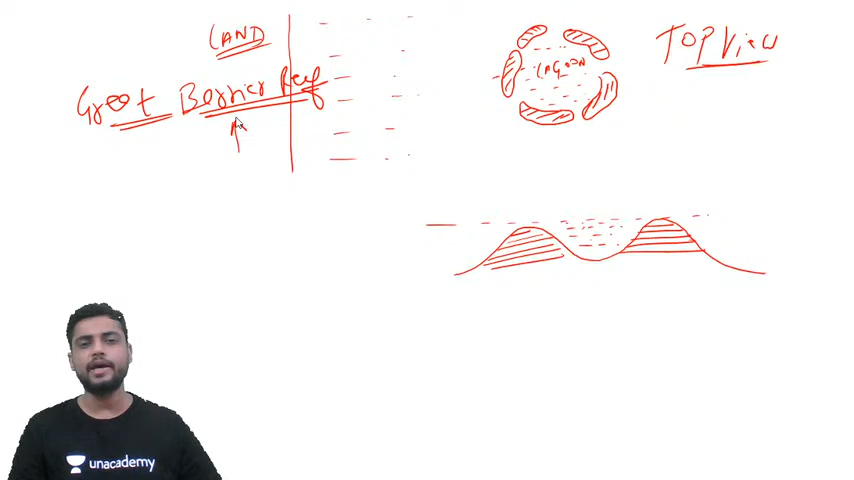 LAND
Great Barrier Reef
LAGOON
TOP View
unacademy